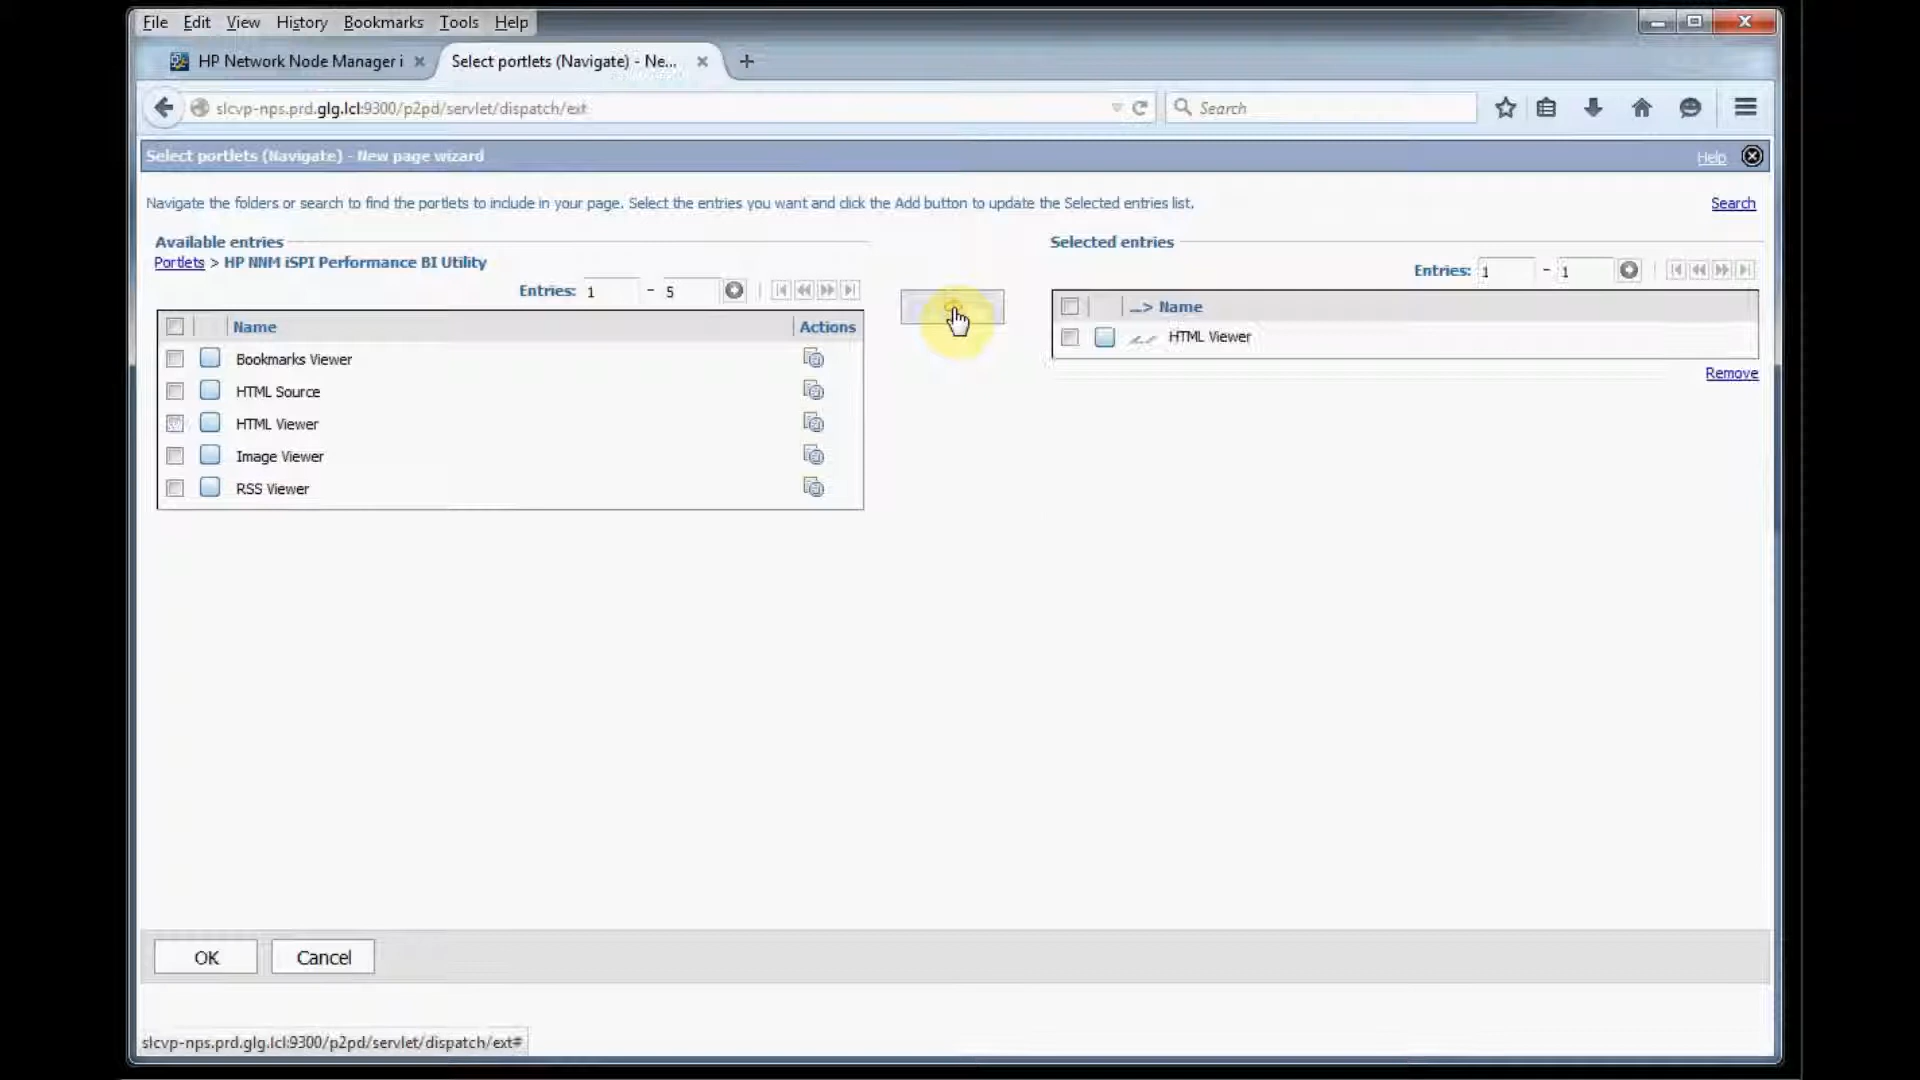 File Edit View History Bookmarks Tools Help
HP Network Node Manager i
Select portlets (Navigate) - Ne...
slcvp-nps.prd.glg.lcl:9300/p2pd/servlet/dispatch/ext
Search
Select portlets (Navigate) - New page wizard
Help
Navigate the folders or search to find the portlets to include in your page. Select the entries you want and click the Add button to update the Selected entries list.
Search
Available entries
Portlets > HP NNM iSPI Performance BI Utility
Entries: 1 - 5
Name Actions
Bookmarks Viewer
HTML Source
HTML Viewer
Image Viewer
RSS Viewer
Selected entries
Entries: 1 - 1
...> Name
HTML Viewer
Remove
OK Cancel
slcvp-nps.prd.glg.lcl:9300/p2pd/servlet/dispatch/ext#